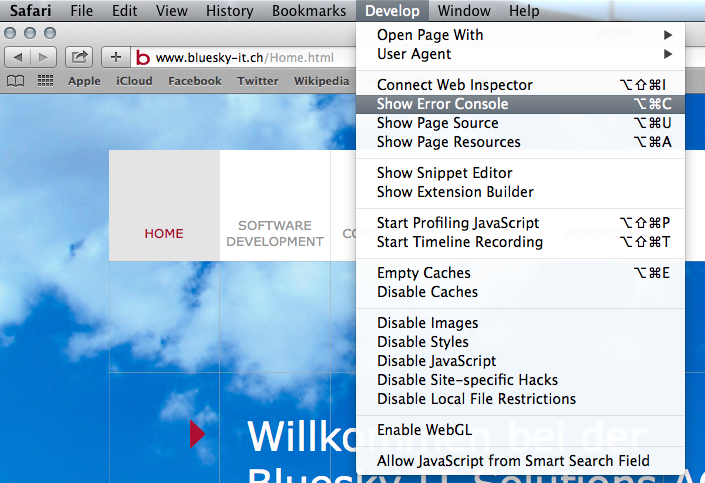 Safari File Edit View History Bookmarks Develop Window Help
www.bluesky-it.ch/Home.html
Apple iCloud Facebook Twitter Wikipedia
Open Page With
User Agent
Connect Web Inspector ⌥⇧⌘I
Show Error Console ⌥⌘C
Show Page Source ⌥⌘U
Show Page Resources ⌥⌘A
Show Snippet Editor
Show Extension Builder
Start Profiling JavaScript ⌥⇧⌘P
Start Timeline Recording ⌥⇧⌘T
Empty Caches ⌥⌘E
Disable Caches
Disable Images
Disable Styles
Disable JavaScript
Disable Site-specific Hacks
Disable Local File Restrictions
Enable WebGL
Allow JavaScript from Smart Search Field
HOME
SOFTWARE
DEVELOPMENT
Willkommen bei der
Bluesky IT Solutions AG